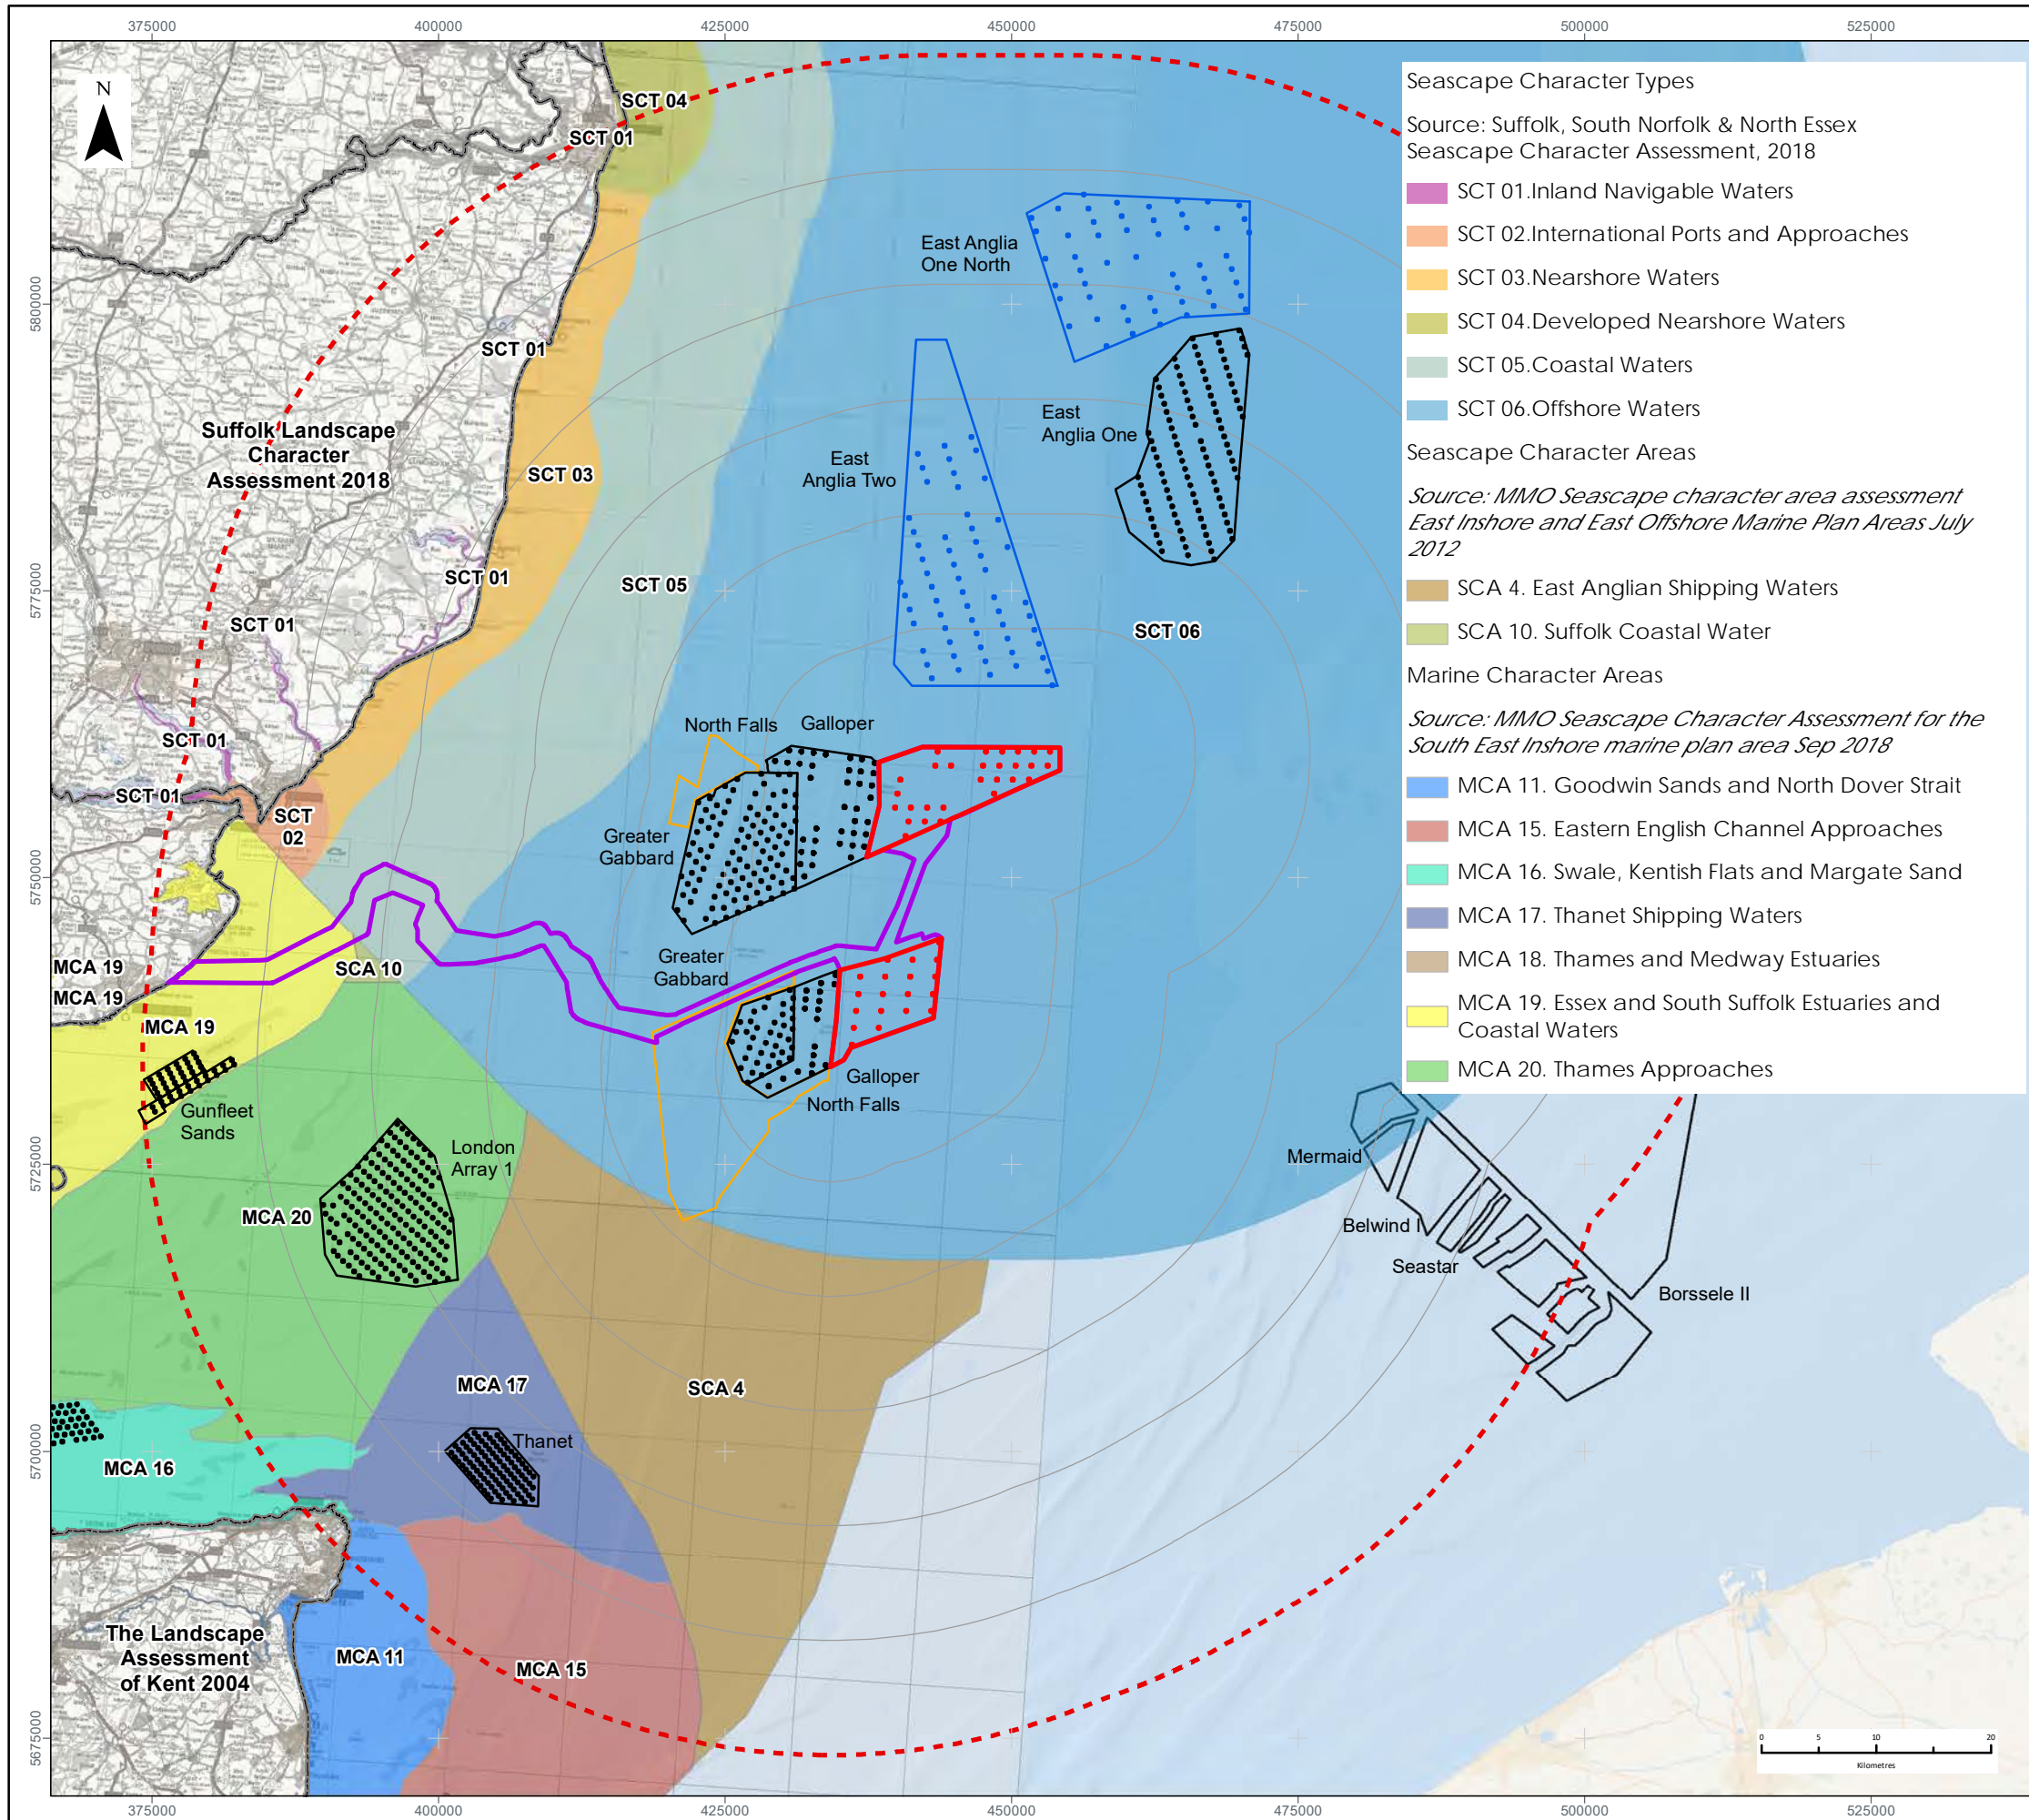 375000
400000
425000
450000
475000
500000
525000
N
SCT 04
SCT 01
Seascape Character Types
Source: Suffolk, South Norfolk & North Essex
Seascape Character Assessment, 2018
SCT 01.Inland Navigable Waters
SCT 02.International Ports and Approaches
SCT 03.Nearshore Waters
SCT 04.Developed Nearshore Waters
SCT 05.Coastal Waters
SCT 06.Offshore Waters
Seascape Character Areas
Source: MMO Seascape character area assessment
East Inshore and East Offshore Marine Plan Areas July
2012
SCA 4. East Anglian Shipping Waters
SCA 10. Suffolk Coastal Water
Marine Character Areas
Source: MMO Seascape Character Assessment for the
South East Inshore marine plan area Sep 2018
MCA 11. Goodwin Sands and North Dover Strait
MCA 15. Eastern English Channel Approaches
MCA 16. Swale, Kentish Flats and Margate Sand
MCA 17. Thanet Shipping Waters
MCA 18. Thames and Medway Estuaries
MCA 19. Essex and South Suffolk Estuaries and
Coastal Waters
MCA 20. Thames Approaches
East Anglia
One North
5800000
SCT 01
East
Anglia One
Suffolk Landscape
Character
Assessment 2018
East
Anglia Two
SCT 03
5775000
SCT 01
SCT 05
SCT 01
SCT 06
SCT 01
North Falls
Galloper
SCT 01
SCT
02
Greater
Gabbard
5750000
Greater
Gabbard
MCA 19
SCA 10
MCA 19
MCA 19
Galloper
North Falls
Gunfleet
Sands
London
Array 1
5725000
Mermaid
MCA 20
Belwind I
Seastar
Borssele II
MCA 17
SCA 4
5700000
Thanet
MCA 16
The Landscape
Assessment
of Kent 2004
MCA 11
MCA 15
5675000
0
5
10
20
Kilometres
375000
400000
425000
450000
475000
500000
525000